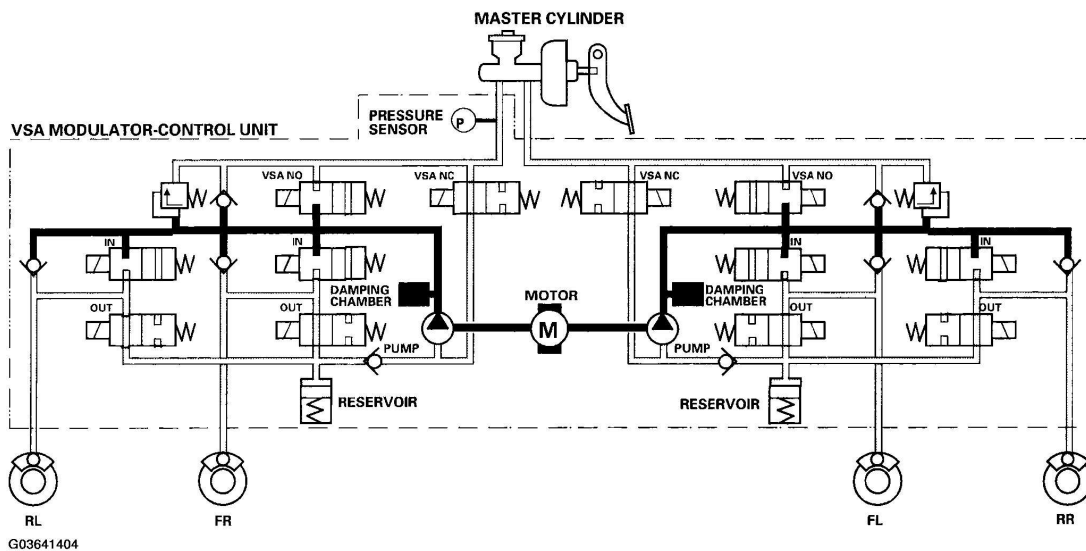 MASTER CYLINDER
PRESSURE
SENSOR
P
VSA MODULATOR-CONTROL UNIT
VSA NO
VSA NC
VSA NC
VSA NO
IN
IN
IN
IN
DAMPING
CHAMBER
MOTOR
M
DAMPING
CHAMBER
OUT
OUT
OUT
OUT
PUMP
PUMP
RESERVOIR
RESERVOIR
RL
FR
FL
RR
G03641404